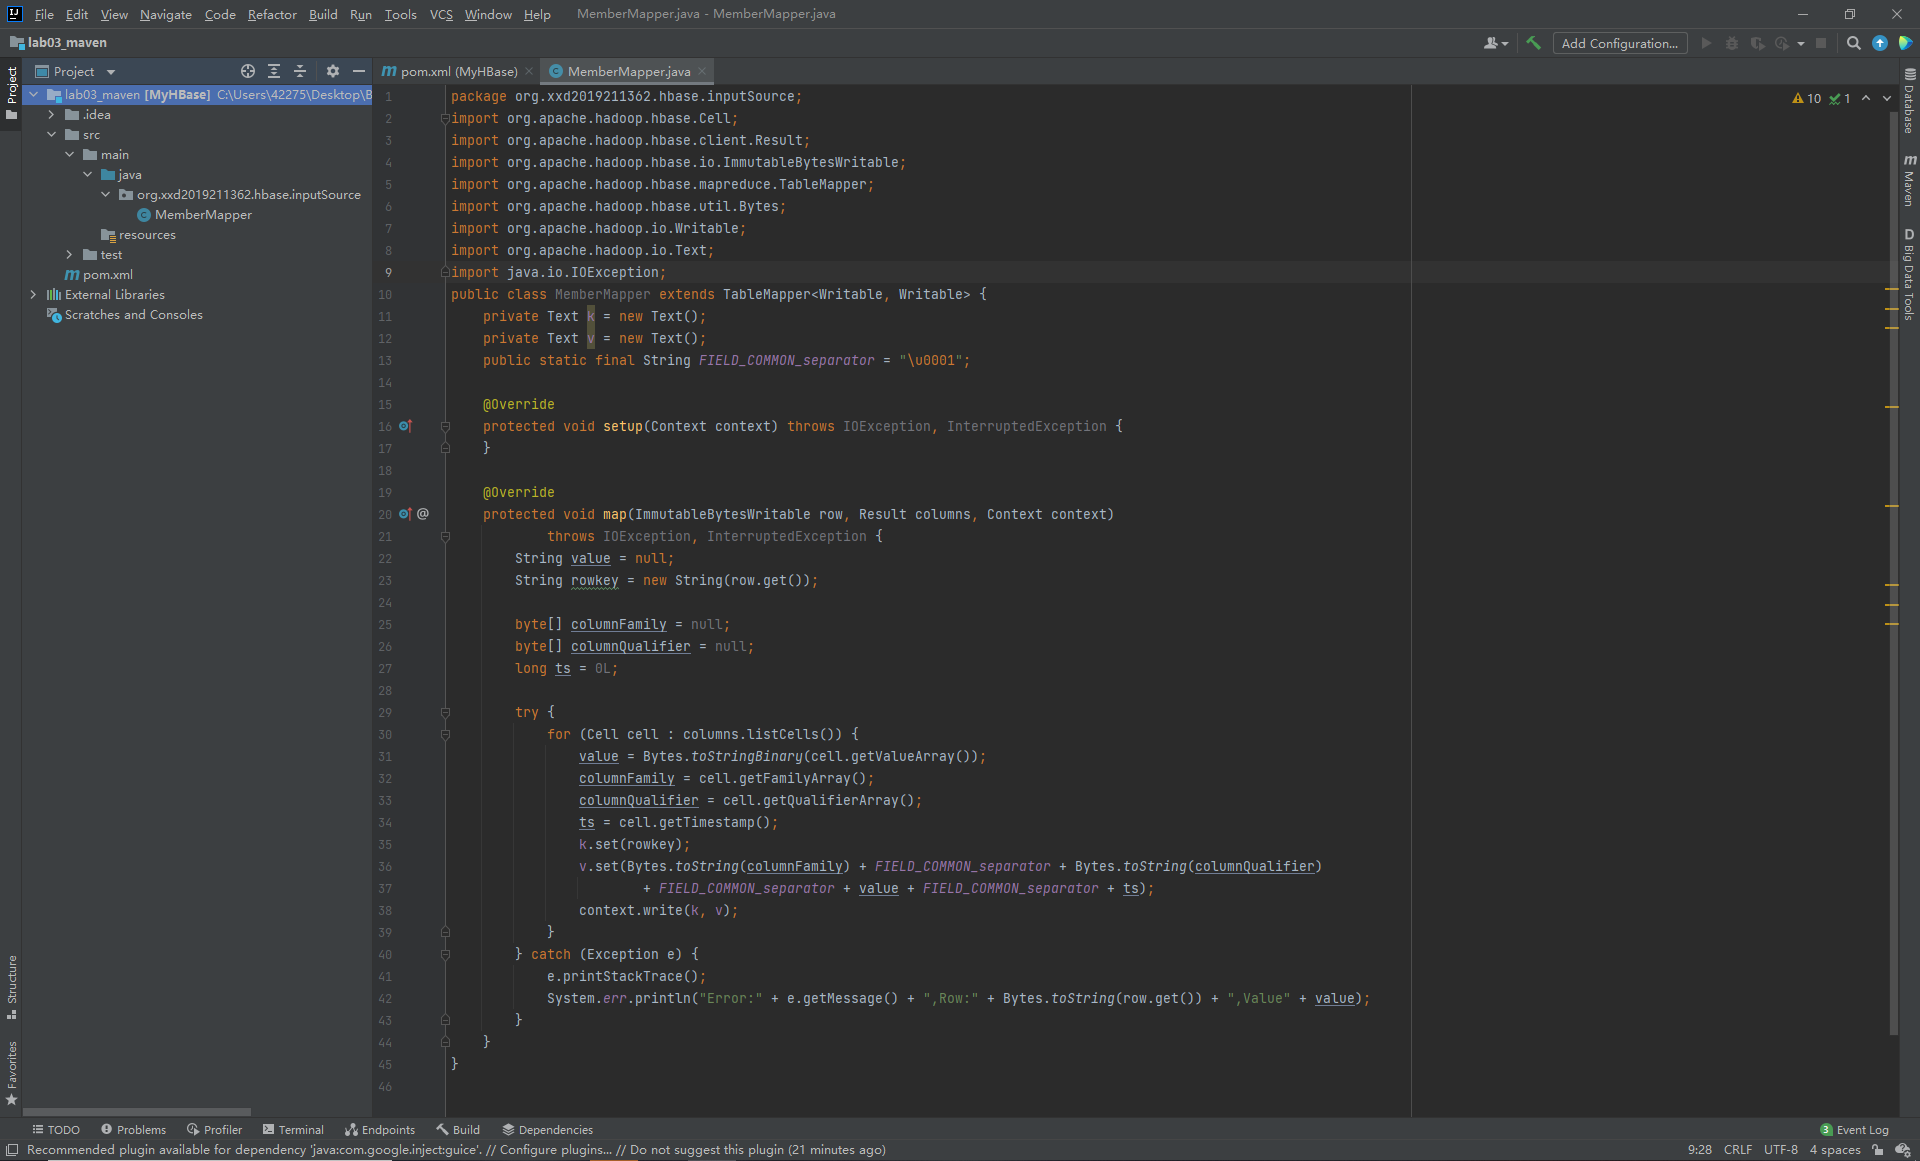 File Edit View Navigate Code Refactor Build Run Tools VCS Window Help MemberMapper.java - MemberMapper.java
lab03_maven Add Configuration...
Project pom.xml (MyHBase) MemberMapper.java
lab03_maven [MyHBase] C:\Users\42275\Desktop\B
.idea
src
main
java
org.xxd2019211362.hbase.inputSource
MemberMapper
resources
test
pom.xml
External Libraries
Scratches and Consoles
Project
Structure
Favorites
1 package org.xxd2019211362.hbase.inputSource;
2 import org.apache.hadoop.hbase.Cell;
3 import org.apache.hadoop.hbase.client.Result;
4 import org.apache.hadoop.hbase.io.ImmutableBytesWritable;
5 import org.apache.hadoop.hbase.mapreduce.TableMapper;
6 import org.apache.hadoop.hbase.util.Bytes;
7 import org.apache.hadoop.io.Writable;
8 import org.apache.hadoop.io.Text;
9 import java.io.IOException;
10 public class MemberMapper extends TableMapper<Writable, Writable> {
11 private Text k = new Text();
12 private Text v = new Text();
13 public static final String FIELD_COMMON_separator = "\u0001";
14
15 @Override
16 protected void setup(Context context) throws IOException, InterruptedException {
17 }
18
19 @Override
20 @ protected void map(ImmutableBytesWritable row, Result columns, Context context)
21 throws IOException, InterruptedException {
22 String value = null;
23 String rowkey = new String(row.get());
24
25 byte[] columnFamily = null;
26 byte[] columnQualifier = null;
27 long ts = 0L;
28
29 try {
30 for (Cell cell : columns.listCells()) {
31 value = Bytes.toStringBinary(cell.getValueArray());
32 columnFamily = cell.getFamilyArray();
33 columnQualifier = cell.getQualifierArray();
34 ts = cell.getTimestamp();
35 k.set(rowkey);
36 v.set(Bytes.toString(columnFamily) + FIELD_COMMON_separator + Bytes.toString(columnQualifier)
37 + FIELD_COMMON_separator + value + FIELD_COMMON_separator + ts);
38 context.write(k, v);
39 }
40 } catch (Exception e) {
41 e.printStackTrace();
42 System.err.println("Error:" + e.getMessage() + ",Row:" + Bytes.toString(row.get()) + ",Value" + value);
43 }
44 }
45 }
46
10 1
Database
m Maven
D Big Data Tools
TODO Problems Profiler Terminal Endpoints Build Dependencies 3 Event Log
Recommended plugin available for dependency 'java:com.google.inject:guice'. // Configure plugins... // Do not suggest this plugin (21 minutes ago) 9:28 CRLF UTF-8 4 spaces